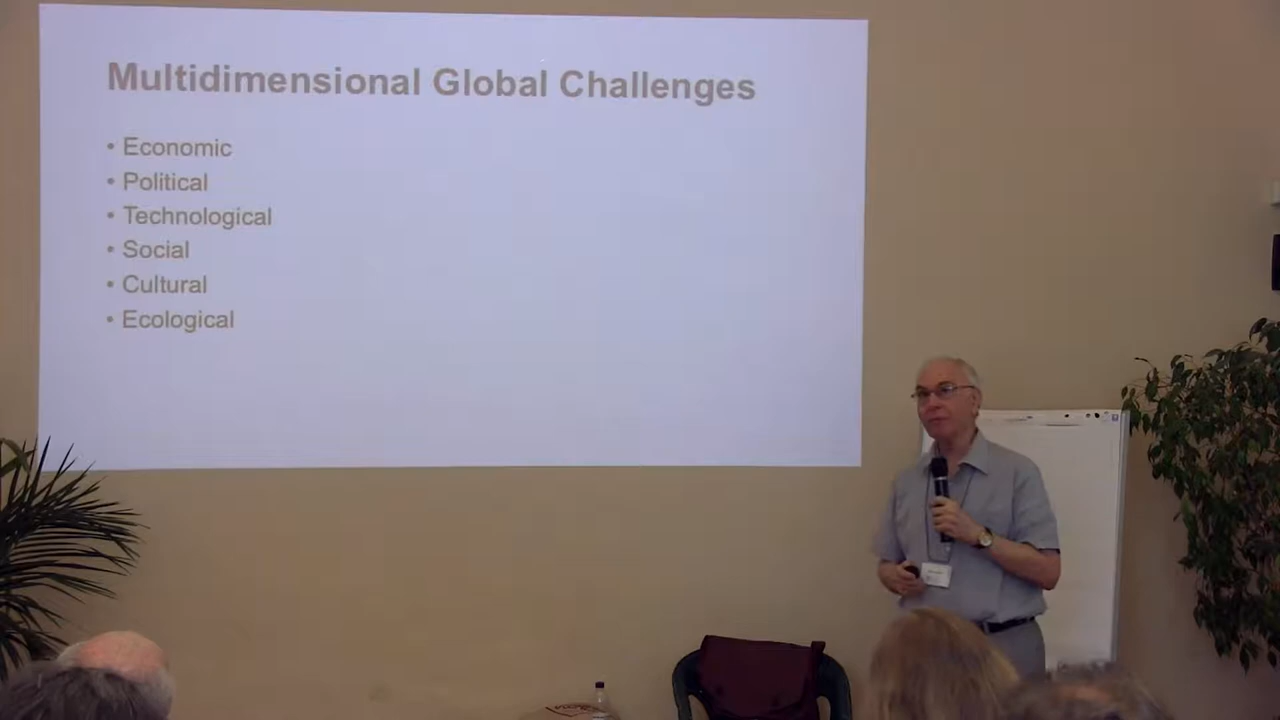 Multidimensional Global Challenges
• Economic
• Political
• Technological
• Social
• Cultural
• Ecological